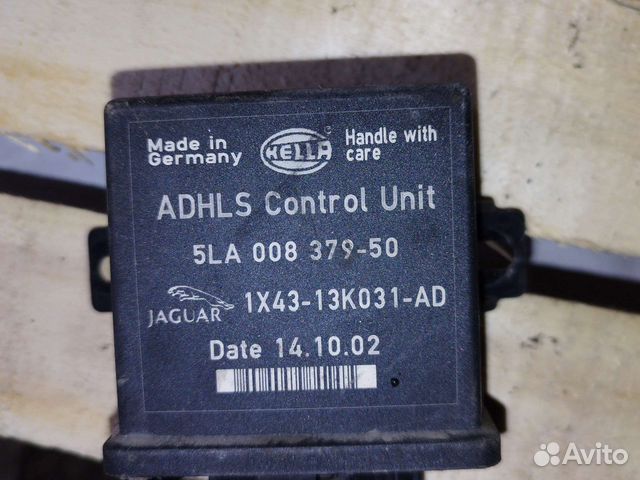 Made in Germany
HELLA
Handle with care
ADHLS Control Unit
5LA 008 379-50
JAGUAR 1X43-13K031-AD
Date 14.10.02
Avito